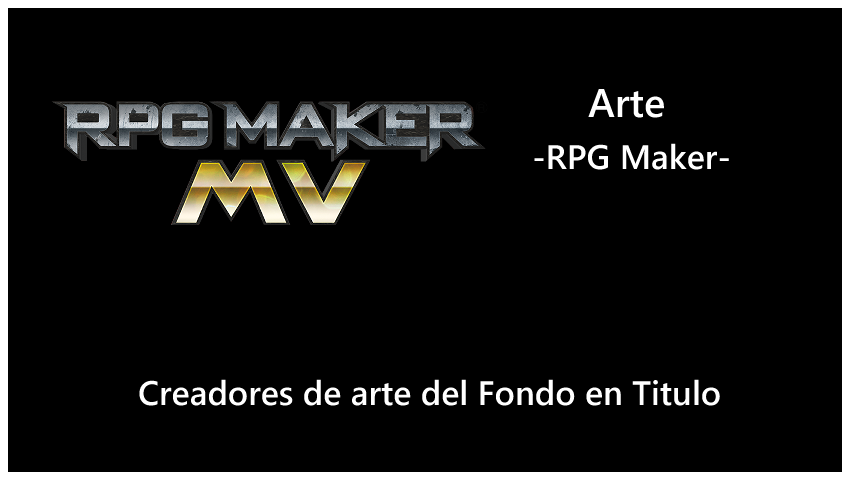 RPG MAKER
MV
Arte
-RPG Maker-
Creadores de arte del Fondo en Titulo